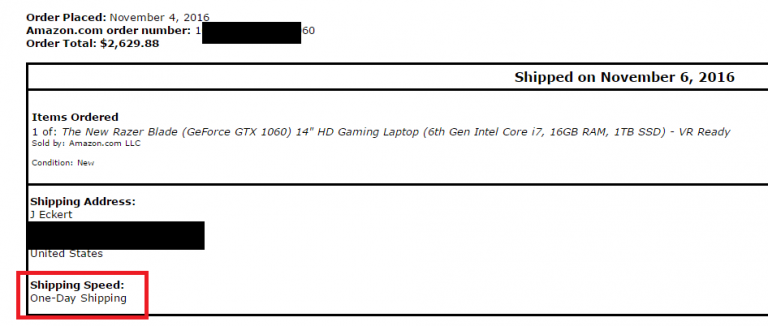 Order Placed: November 4, 2016
Amazon.com order number: 1 60
Order Total: $2,629.88
Shipped on November 6, 2016
Items Ordered
1 of: The New Razer Blade (GeForce GTX 1060) 14" HD Gaming Laptop (6th Gen Intel Core i7, 16GB RAM, 1TB SSD) - VR Ready
Sold by: Amazon.com LLC
Condition: New
Shipping Address:
J Eckert
United States
Shipping Speed:
One-Day Shipping